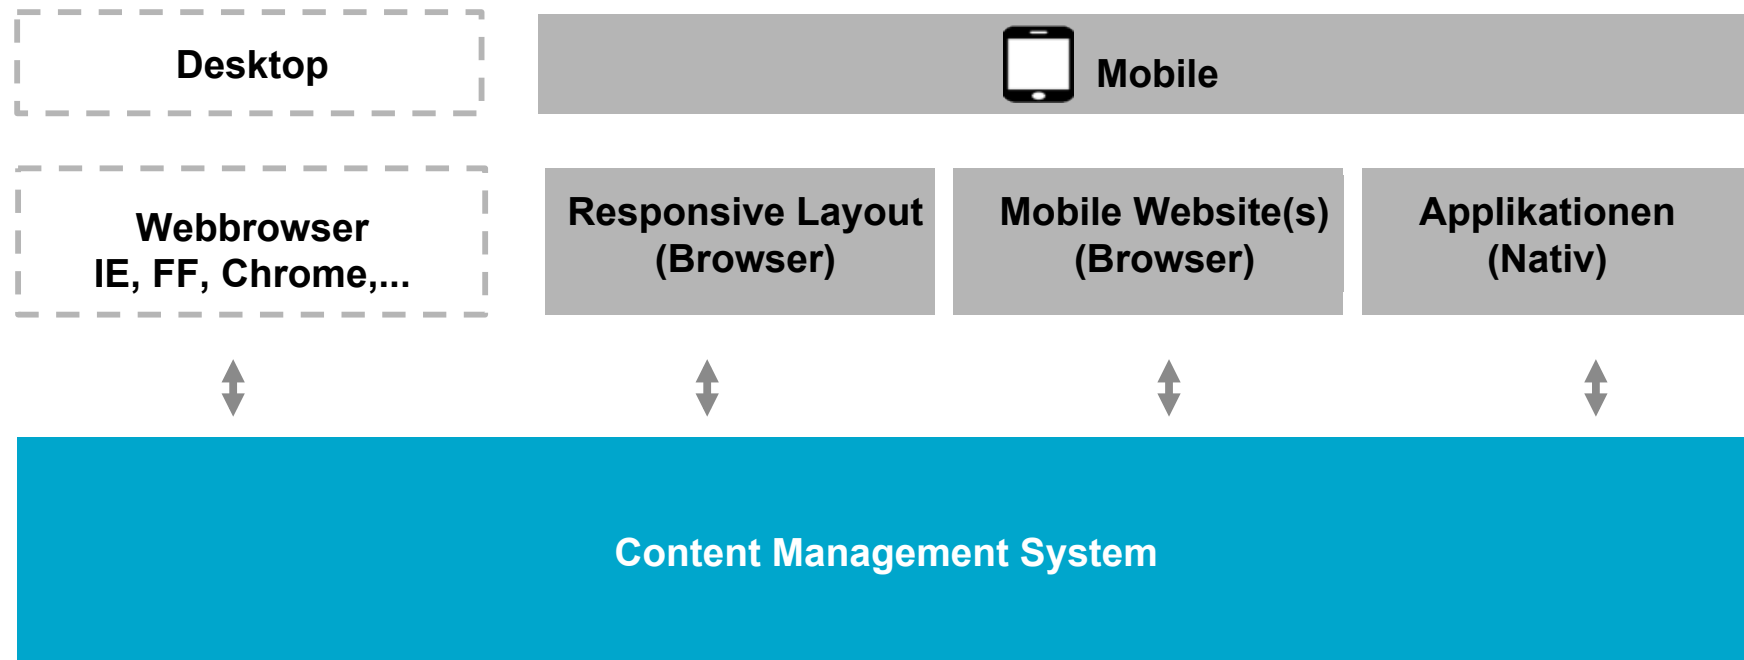 Desktop
Mobile
Webbrowser
IE, FF, Chrome,...
Responsive Layout
(Browser)
Mobile Website(s)
(Browser)
Applikationen
(Nativ)
Content Management System